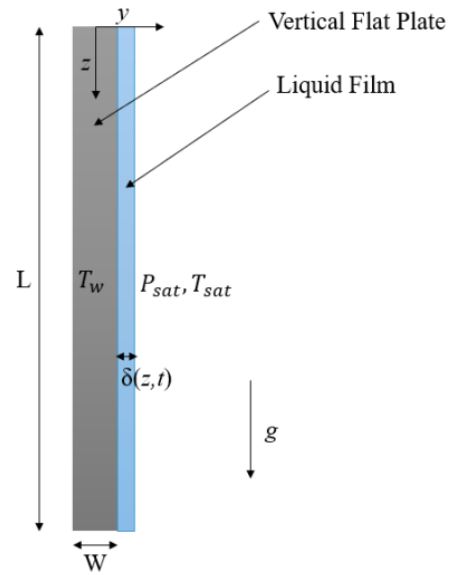 y
Vertical Flat Plate
z
Liquid Film
L
T_w
P_sat, T_sat
δ(z,t)
g
W